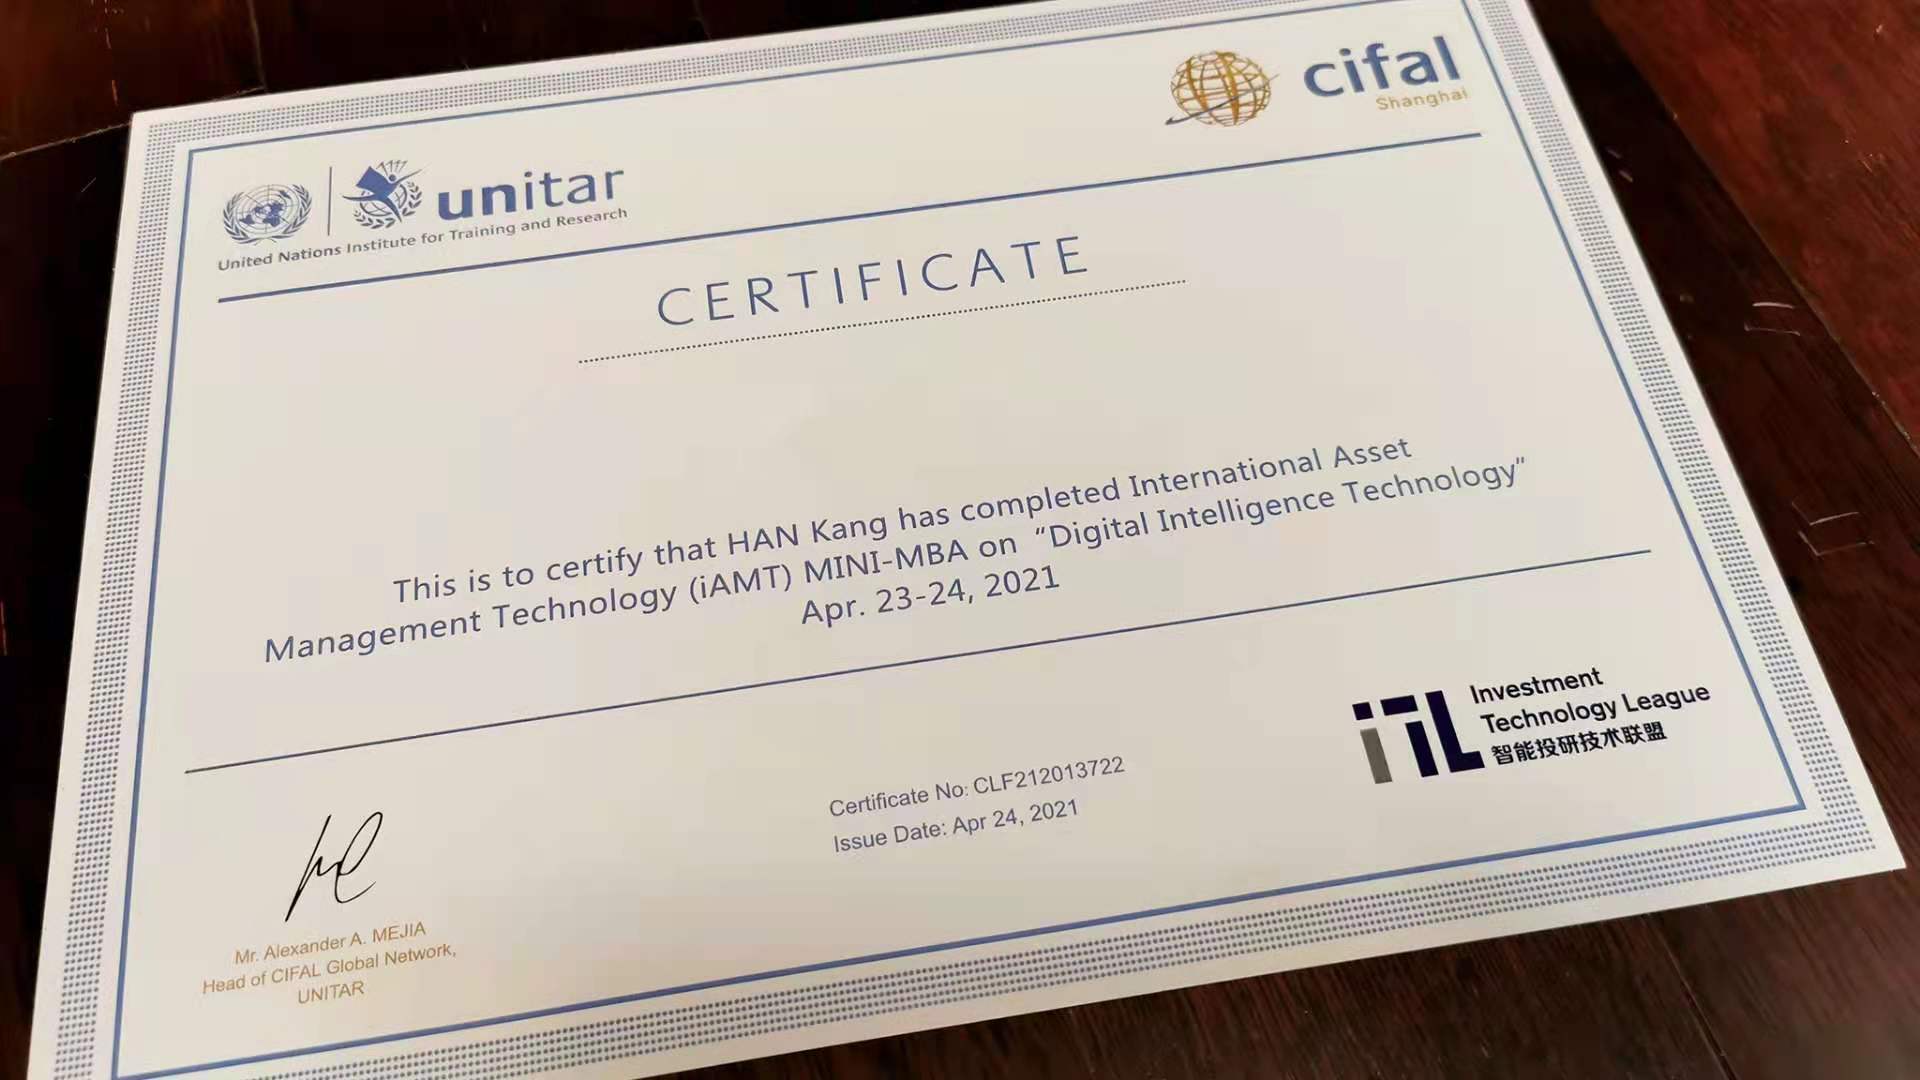 unitar
United Nations Institute for Training and Research
cifal
Shanghai
CERTIFICATE
This is to certify that HAN Kang has completed International Asset
Management Technology (iAMT) MINI-MBA on “Digital Intelligence Technology”
Apr. 23-24, 2021
Mr. Alexander A. MEJIA
Head of CIFAL Global Network,
UNITAR
Certificate No: CLF212013722
Issue Date: Apr 24, 2021
iTL
Investment
Technology League
智能投研技术联盟